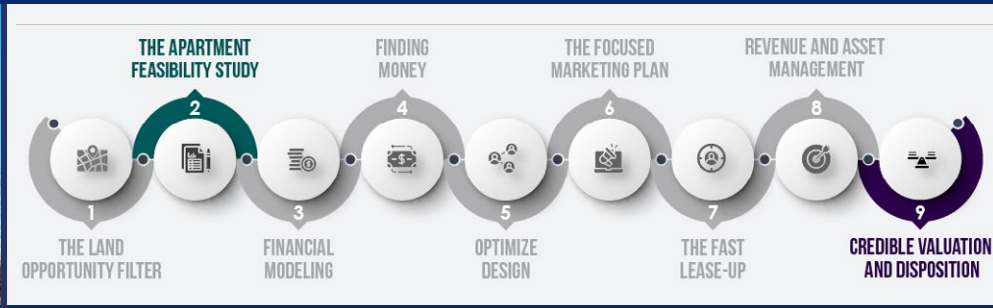 THE APARTMENT
FEASIBILITY STUDY
FINDING
MONEY
THE FOCUSED
MARKETING PLAN
REVENUE AND ASSET
MANAGEMENT
2
4
6
8
$
$
1
3
5
7
9
THE LAND
OPPORTUNITY FILTER
FINANCIAL
MODELING
OPTIMIZE
DESIGN
THE FAST
LEASE-UP
CREDIBLE VALUATION
AND DISPOSITION